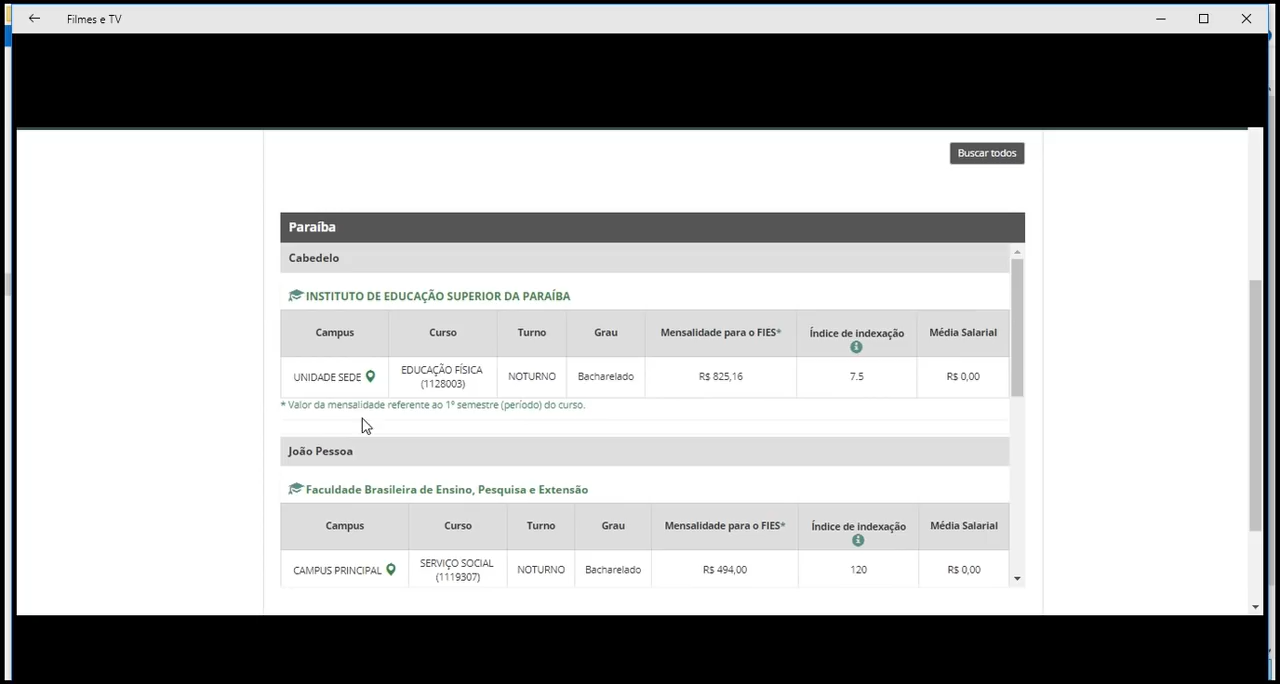 Filmes e TV
Buscar todos
Paraíba
Cabedelo
INSTITUTO DE EDUCAÇÃO SUPERIOR DA PARAÍBA
Campus Curso Turno Grau Mensalidade para o FIES* Índice de indexação Média Salarial
UNIDADE SEDE EDUCAÇÃO FÍSICA (1128003) NOTURNO Bacharelado R$ 825,16 7.5 R$ 0,00
* Valor da mensalidade referente ao 1º semestre (período) do curso.
João Pessoa
Faculdade Brasileira de Ensino, Pesquisa e Extensão
Campus Curso Turno Grau Mensalidade para o FIES* Índice de indexação Média Salarial
CAMPUS PRINCIPAL SERVIÇO SOCIAL (1119307) NOTURNO Bacharelado R$ 494,00 120 R$ 0,00